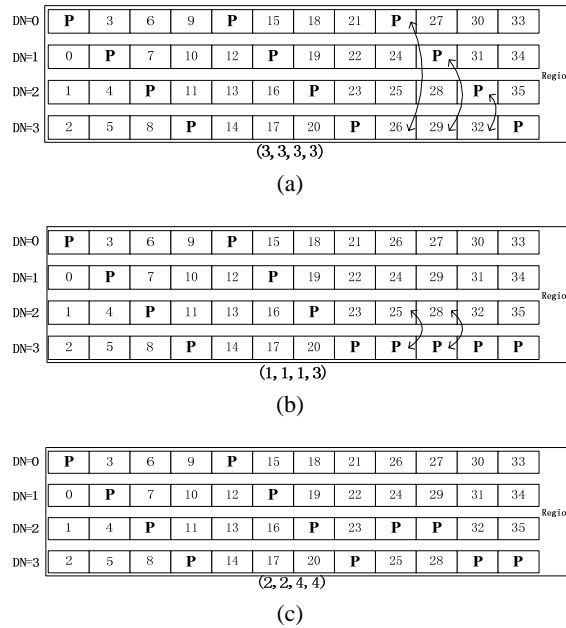 DN=0 P 3 6 9 P 15 18 21 P 27 30 33
DN=1 0 P 7 10 12 P 19 22 24 P 31 34
Regio
DN=2 1 4 P 11 13 16 P 23 25 28 P 35
DN=3 2 5 8 P 14 17 20 P 26 29 32 P
(3,3,3,3)
(a)
DN=0 P 3 6 9 P 15 18 21 26 27 30 33
DN=1 0 P 7 10 12 P 19 22 24 29 31 34
Regio
DN=2 1 4 P 11 13 16 P 23 25 28 32 35
DN=3 2 5 8 P 14 17 20 P P P P P
(1,1,1,3)
(b)
DN=0 P 3 6 9 P 15 18 21 26 27 30 33
DN=1 0 P 7 10 12 P 19 22 24 29 31 34
Regio
DN=2 1 4 P 11 13 16 P 23 P P 32 35
DN=3 2 5 8 P 14 17 20 P 25 28 P P
(2,2,4,4)
(c)